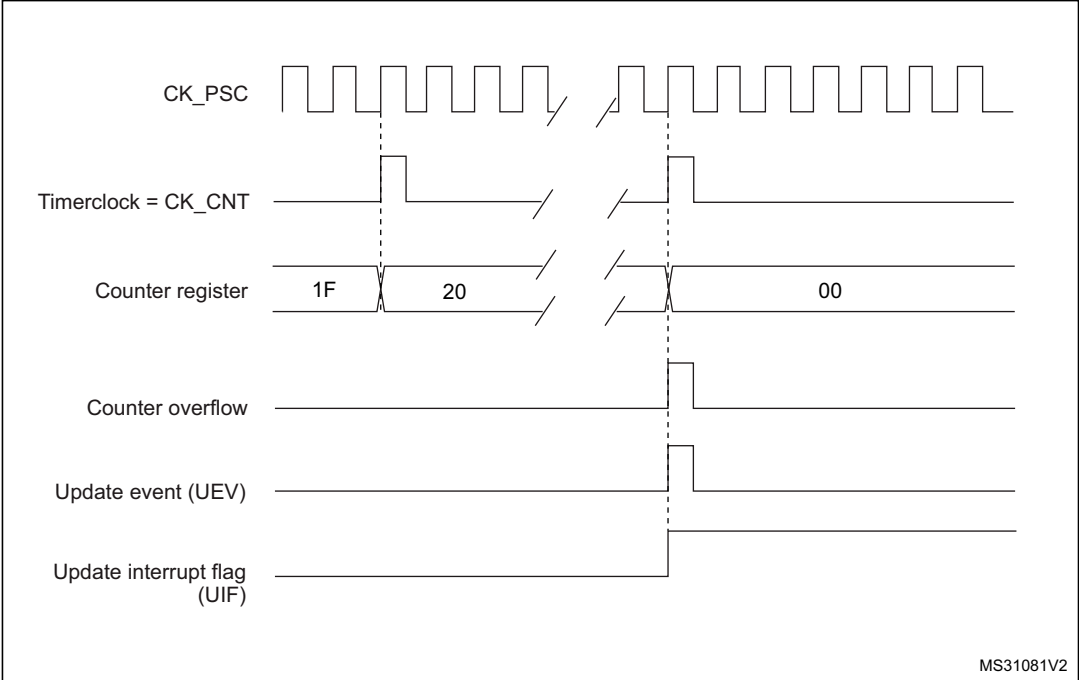 CK_PSC
Timerclock = CK_CNT
Counter register
1F
20
00
Counter overflow
Update event (UEV)
Update interrupt flag
(UIF)
MS31081V2